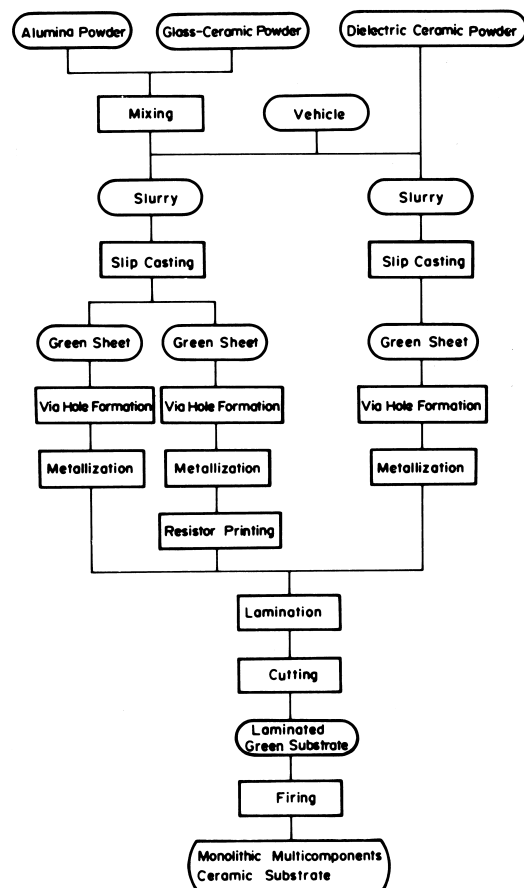 Alumina Powder
Glass-Ceramic Powder
Dielectric Ceramic Powder
Mixing
Vehicle
Slurry
Slurry
Slip Casting
Slip Casting
Green Sheet
Green Sheet
Green Sheet
Via Hole Formation
Via Hole Formation
Via Hole Formation
Metallization
Metallization
Metallization
Resistor Printing
Lamination
Cutting
Laminated
Green Substrate
Firing
Monolithic Multicomponents
Ceramic Substrate